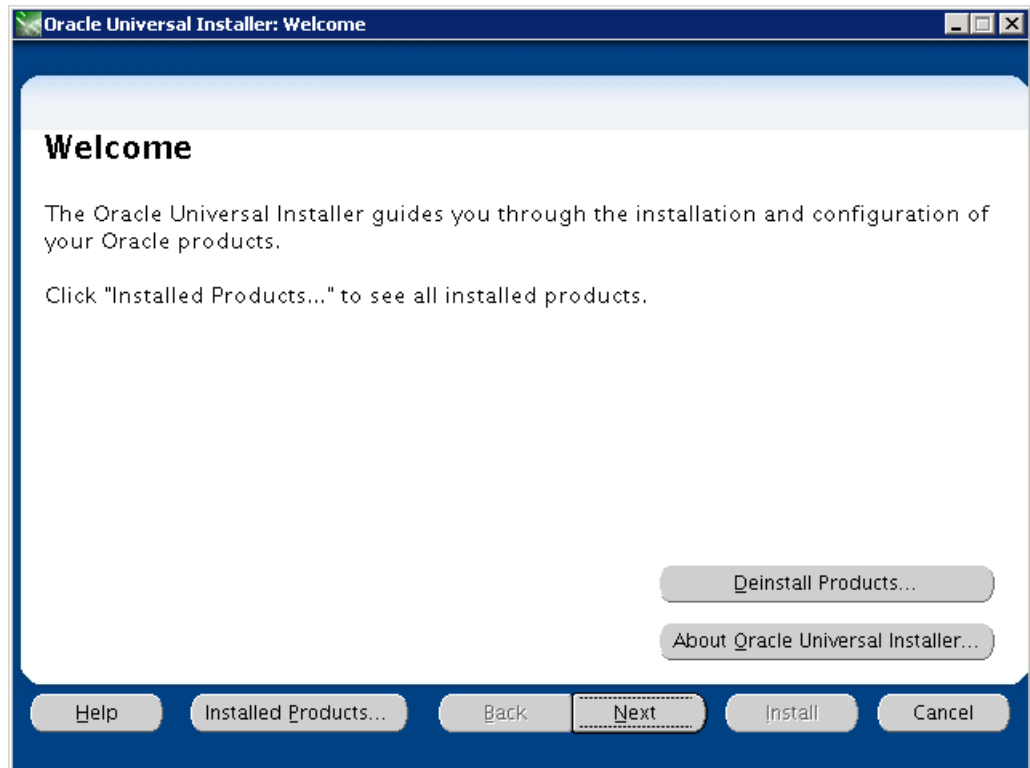 Oracle Universal Installer: Welcome
Welcome
The Oracle Universal Installer guides you through the installation and configuration of
your Oracle products.
Click "Installed Products..." to see all installed products.
Deinstall Products...
About Oracle Universal Installer...
Help Installed Products... Back Next Install Cancel